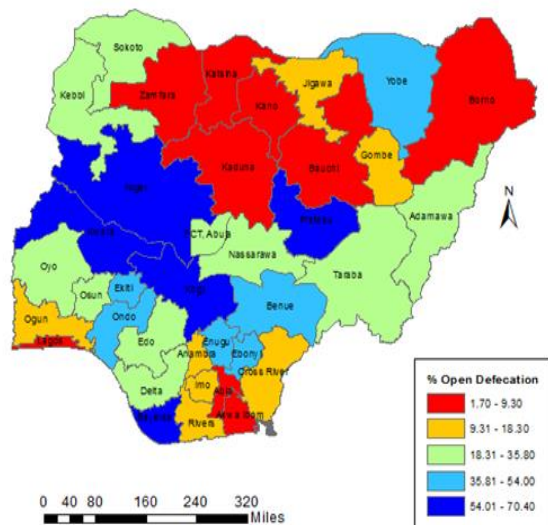 Sokoto
Katsina
Kebbi
Zamfara
Kano
Jigawa
Yobe
Borno
Kaduna
Bauchi
Gombe
Niger
Plateau
Adamawa
N
Kwara
FCT, Abuja
Nassarawa
Taraba
Oyo
Kogi
Osun
Ekiti
Benue
Ogun
Ondo
Lagos
Edo
Enugu
Ebonyi
Anambra
Cross River
Delta
Imo
Abia
Akwa Ibom
Rivers
% Open Defecation
1.70 - 9.30
9.31 - 18.30
18.31 - 35.80
35.81 - 54.00
54.01 - 70.40
0 40 80 160 240 320
Miles